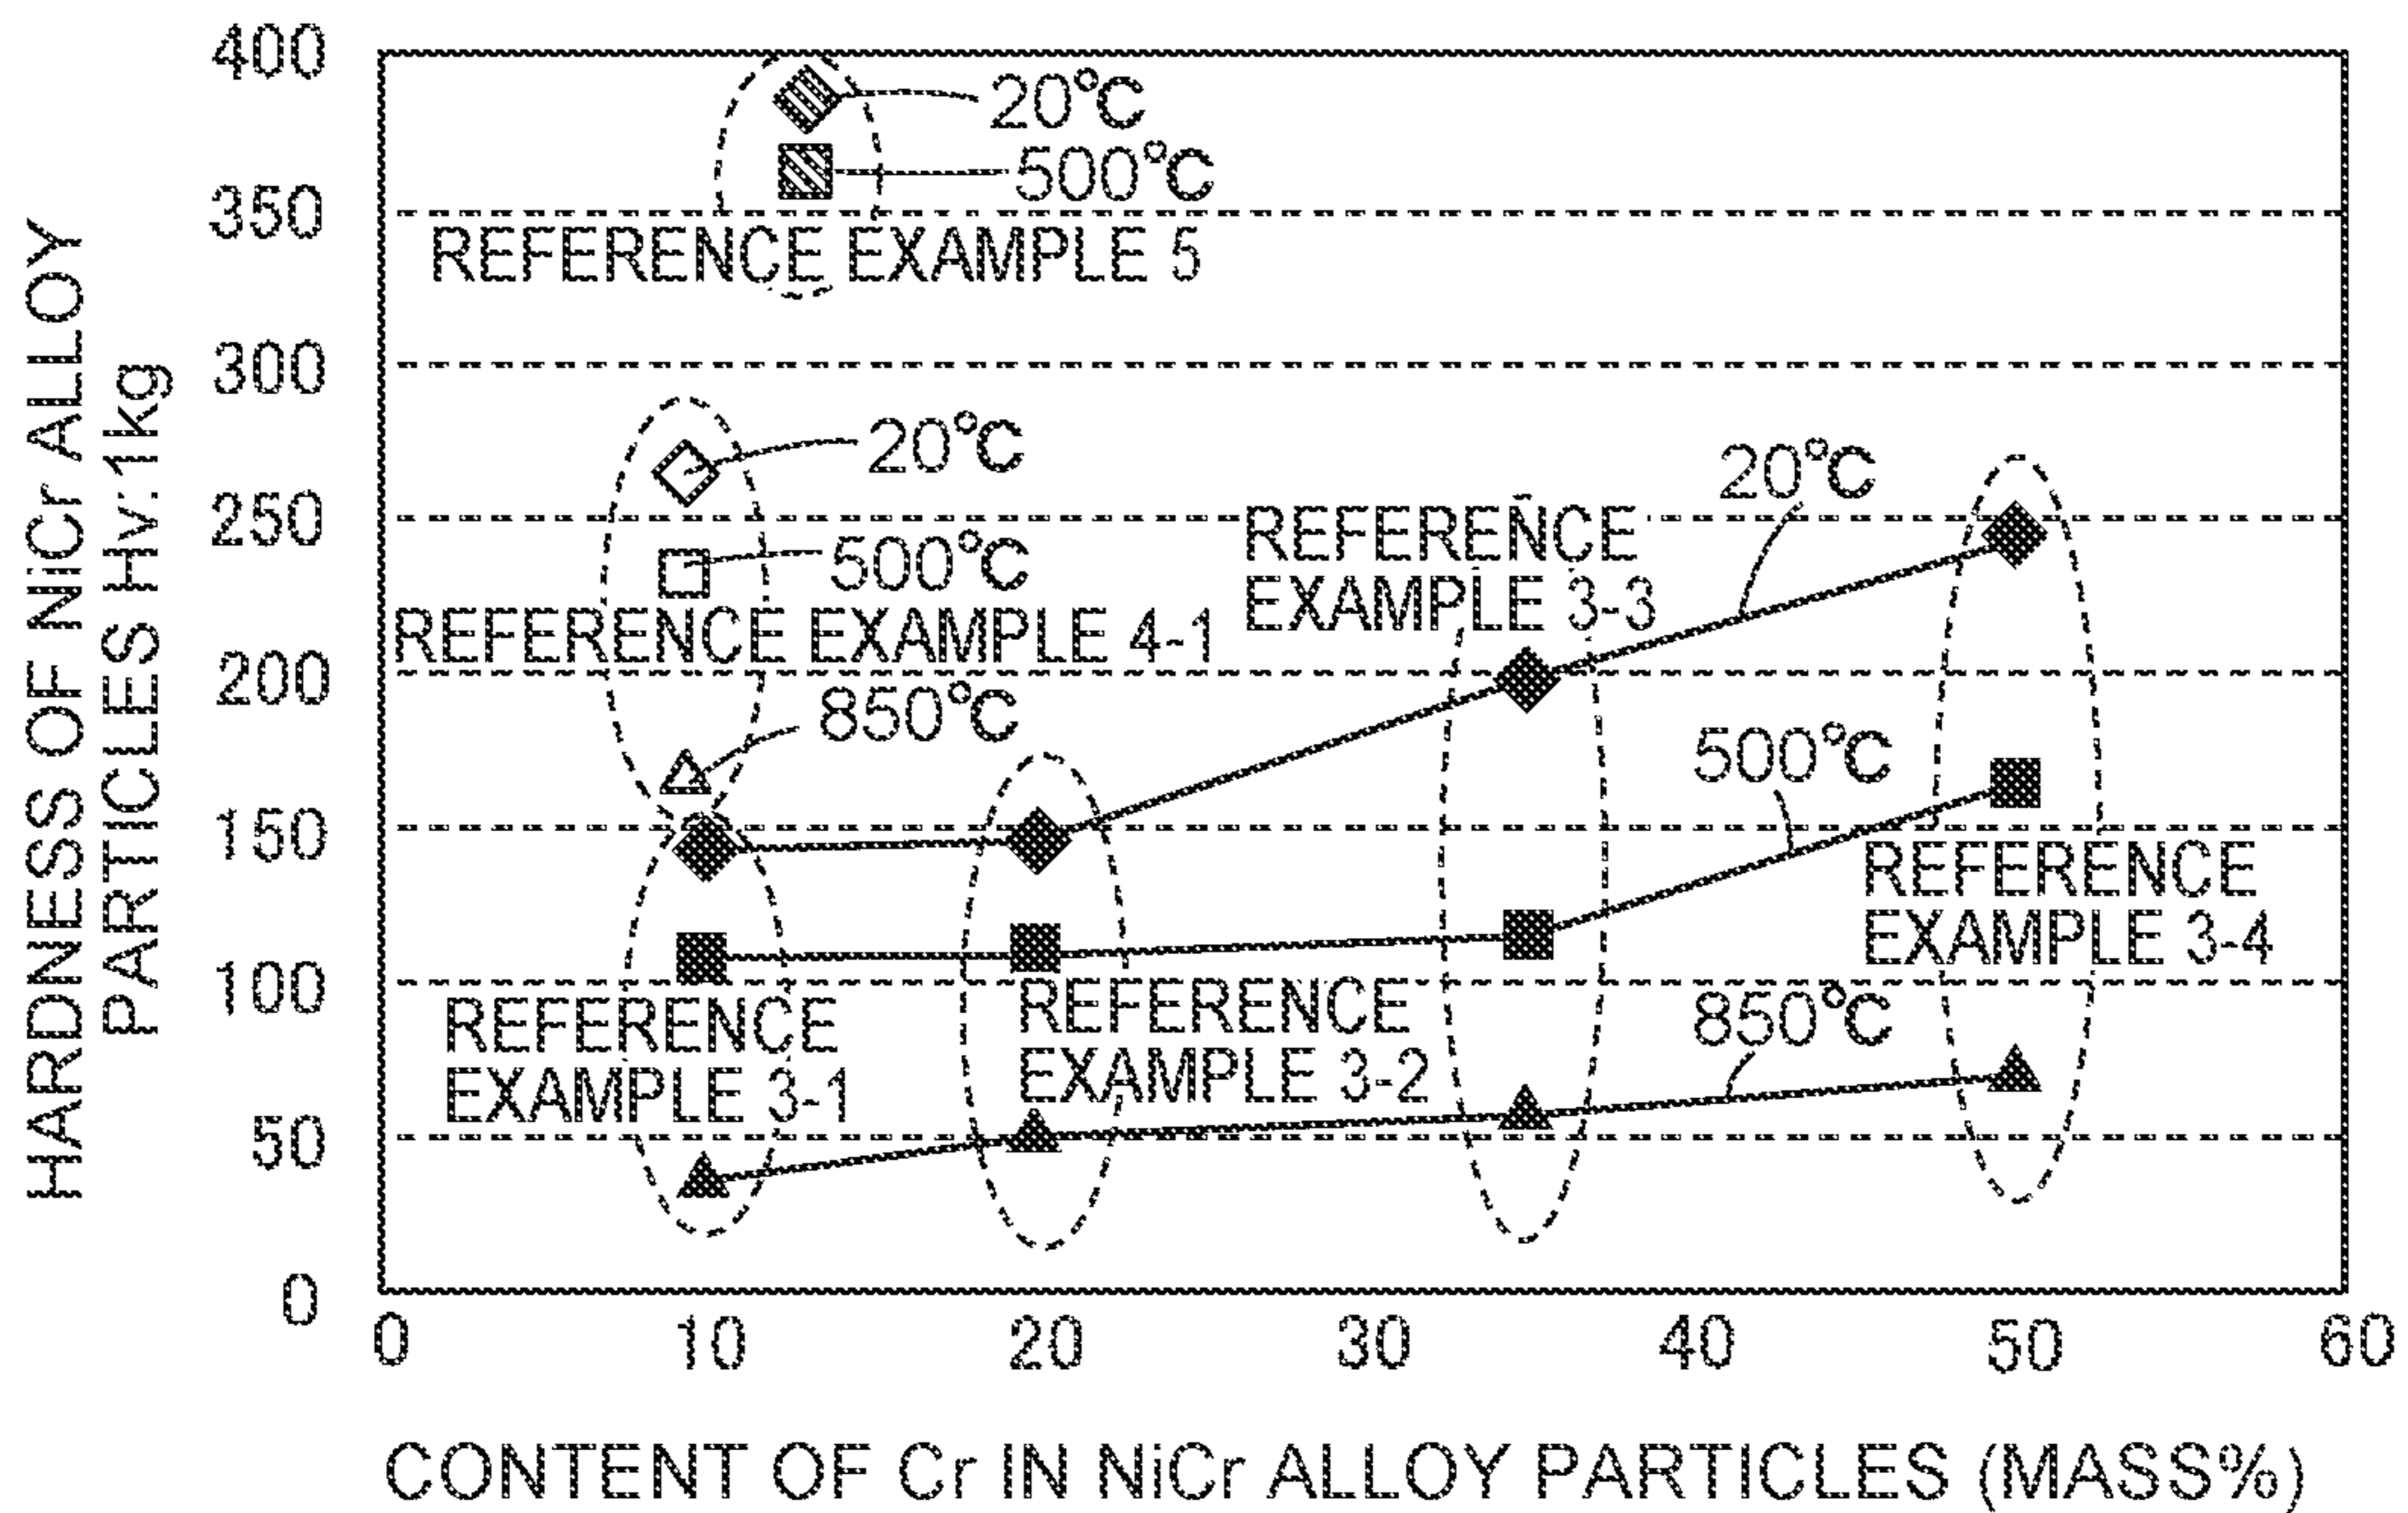 HARDNESS OF NiCr ALLOY
PARTICLES Hv:1kg
400
350
300
250
200
150
100
50
0
20℃
500℃
REFERENCE EXAMPLE 5
20℃
500℃
REFERENCE EXAMPLE 4-1
850℃
REFERENCE
EXAMPLE 3-3
20℃
500℃
REFERENCE
EXAMPLE 3-4
REFERENCE
EXAMPLE 3-1
REFERENCE
EXAMPLE 3-2
850℃
0 10 20 30 40 50 60
CONTENT OF Cr IN NiCr ALLOY PARTICLES (MASS%)